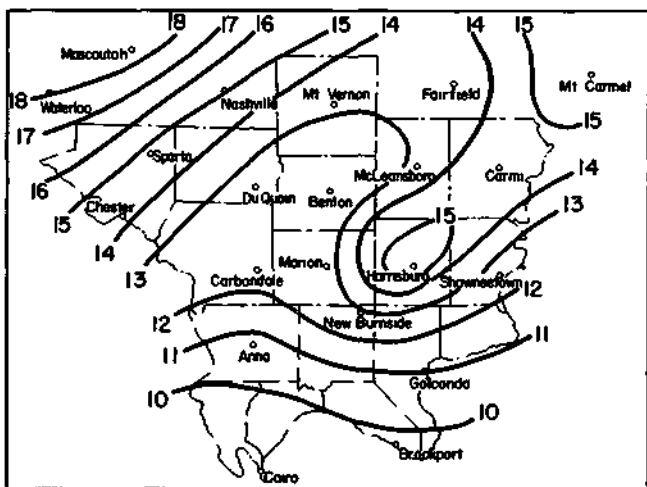 18 17 16 15 14 14 15
Mascoutah
Mt Carmel
18
Waterloo
Nashville
Mt Vernon
Fairfield
17
15
Sparta
McLeansboro
Carmi
14
16
DuQuoin
Benton
15
Chester
15
13
14
13
Carbondale
Marion
Harrisburg
Shawneetown
12
12
New Burnside
11
Anna
11
Golconda
10
10
Brookport
Cairo